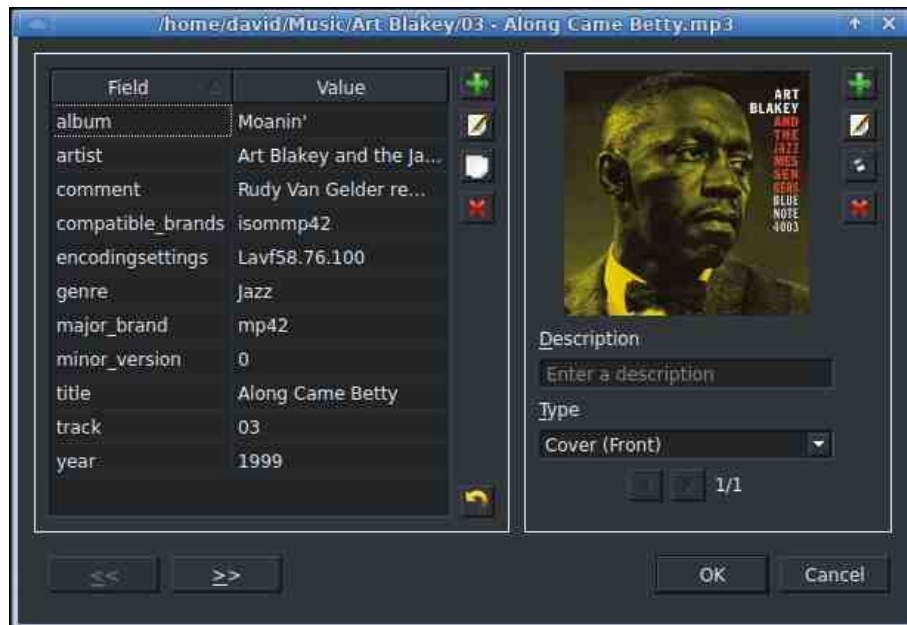 /home/david/Music/Art Blakey/03 - Along Came Betty.mp3
Field Value
album Moanin'
artist Art Blakey and the Ja...
comment Rudy Van Gelder re...
compatible_brands isommp42
encodingsettings Lavf58.76.100
genre Jazz
major_brand mp42
minor_version 0
title Along Came Betty
track 03
year 1999
ART
BLAKEY
AND
THE
JAZZ
MES
SEN
GERS
BLUE
NOTE
4003
Description
Enter a description
Type
Cover (Front)
1/1
<< >>
OK Cancel